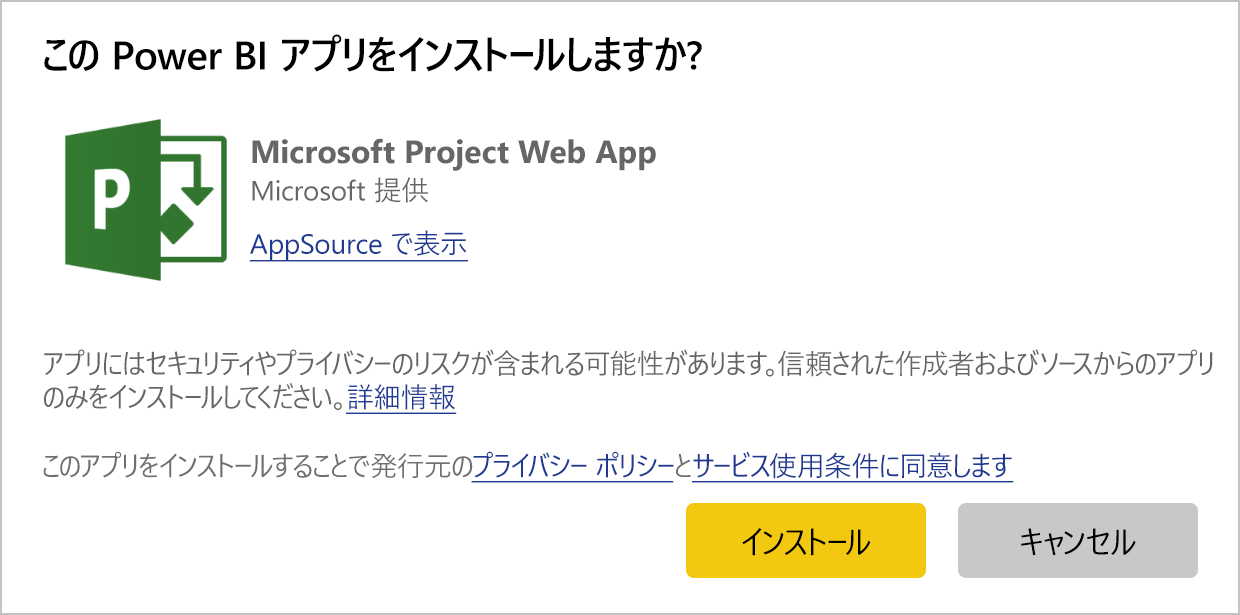 この Power BI アプリをインストールしますか?
P
Microsoft Project Web App
Microsoft 提供
AppSource で表示
アプリにはセキュリティやプライバシーのリスクが含まれる可能性があります。信頼された作成者およびソースからのアプリ
のみをインストールしてください。詳細情報
このアプリをインストールすることで発行元のプライバシー ポリシーとサービス使用条件に同意します
インストール
キャンセル